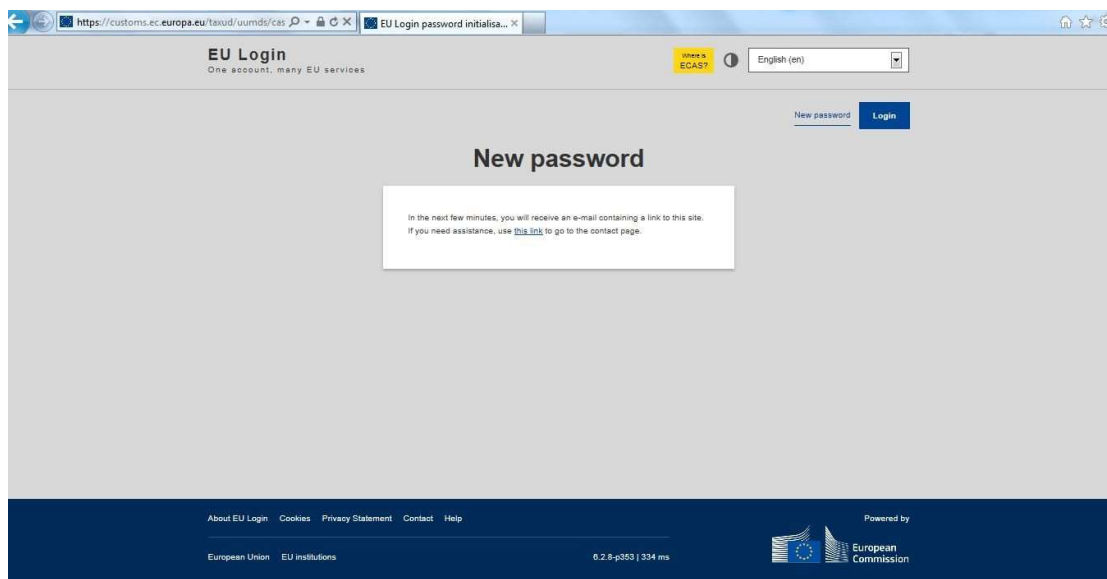 https://customs.ec.europa.eu/taxud/uumds/cas
EU Login password initialisa...
EU Login
One account, many EU services
Where is
ECAS?
English (en)
New password
Login
New password
In the next few minutes, you will receive an e-mail containing a link to this site.
If you need assistance, use this link to go to the contact page.
About EU Login Cookies Privacy Statement Contact Help
Powered by
European Union EU institutions
6.2.8-p353 | 334 ms
European
Commission